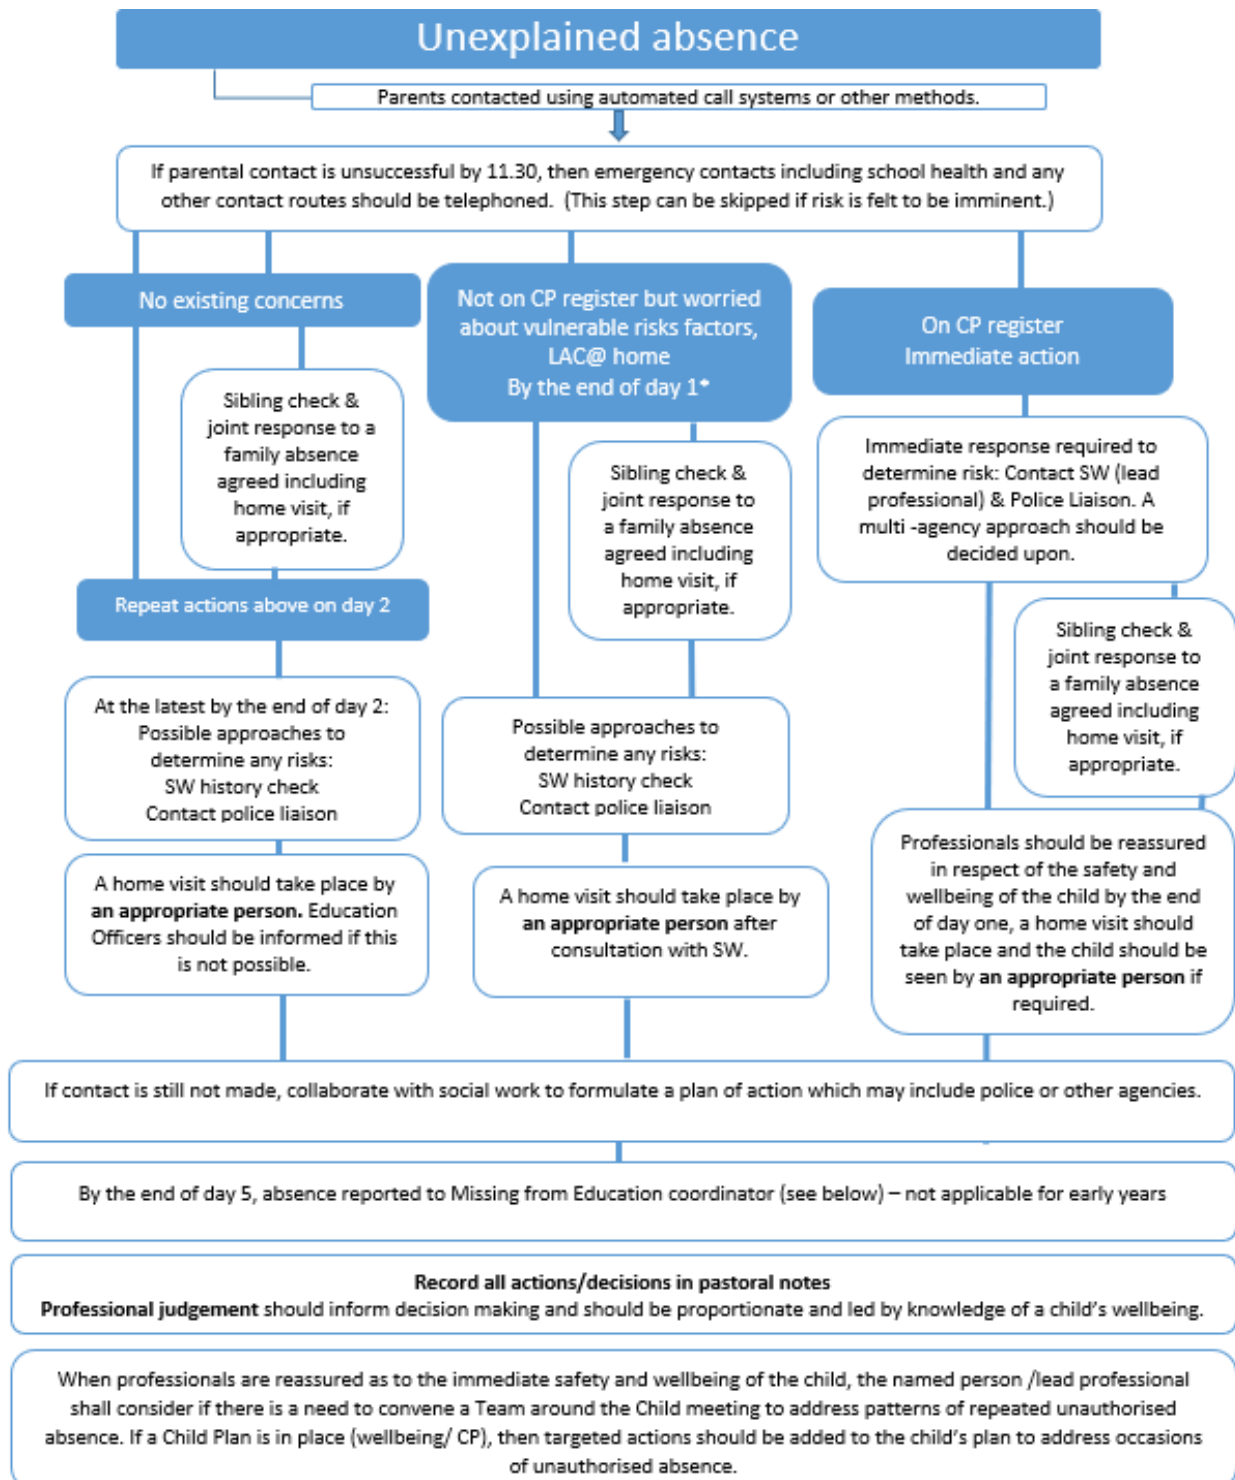 Unexplained absence
Parents contacted using automated call systems or other methods.
If parental contact is unsuccessful by 11.30, then emergency contacts including school health and any
other contact routes should be telephoned. (This step can be skipped if risk is felt to be imminent.)
No existing concerns
Sibling check &
joint response to a
family absence
agreed including
home visit, if
appropriate.
Repeat actions above on day 2
At the latest by the end of day 2:
Possible approaches to
determine any risks:
SW history check
Contact police liaison
A home visit should take place by
an appropriate person. Education
Officers should be informed if this
is not possible.
Not on CP register but worried
about vulnerable risks factors,
LAC@ home
By the end of day 1*
Sibling check &
joint response to
a family absence
agreed including
home visit, if
appropriate.
Possible approaches to
determine any risks:
SW history check
Contact police liaison
A home visit should take place by
an appropriate person after
consultation with SW.
On CP register
Immediate action
Immediate response required to
determine risk: Contact SW (lead
professional) & Police Liaison. A
multi -agency approach should be
decided upon.
Sibling check &
joint response to
a family absence
agreed including
home visit, if
appropriate.
Professionals should be reassured
in respect of the safety and
wellbeing of the child by the end
of day one, a home visit should
take place and the child should be
seen by an appropriate person if
required.
If contact is still not made, collaborate with social work to formulate a plan of action which may include police or other agencies.
By the end of day 5, absence reported to Missing from Education coordinator (see below) – not applicable for early years
Record all actions/decisions in pastoral notes
Professional judgement should inform decision making and should be proportionate and led by knowledge of a child's wellbeing.
When professionals are reassured as to the immediate safety and wellbeing of the child, the named person /lead professional
shall consider if there is a need to convene a Team around the Child meeting to address patterns of repeated unauthorised
absence. If a Child Plan is in place (wellbeing/ CP), then targeted actions should be added to the child's plan to address occasions
of unauthorised absence.